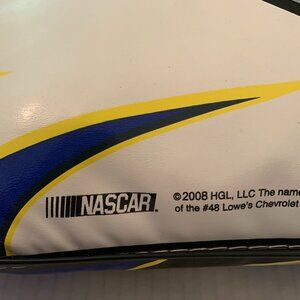 NASCAR
©2008 HGL, LLC The name
of the #48 Lowe's Chevrolet